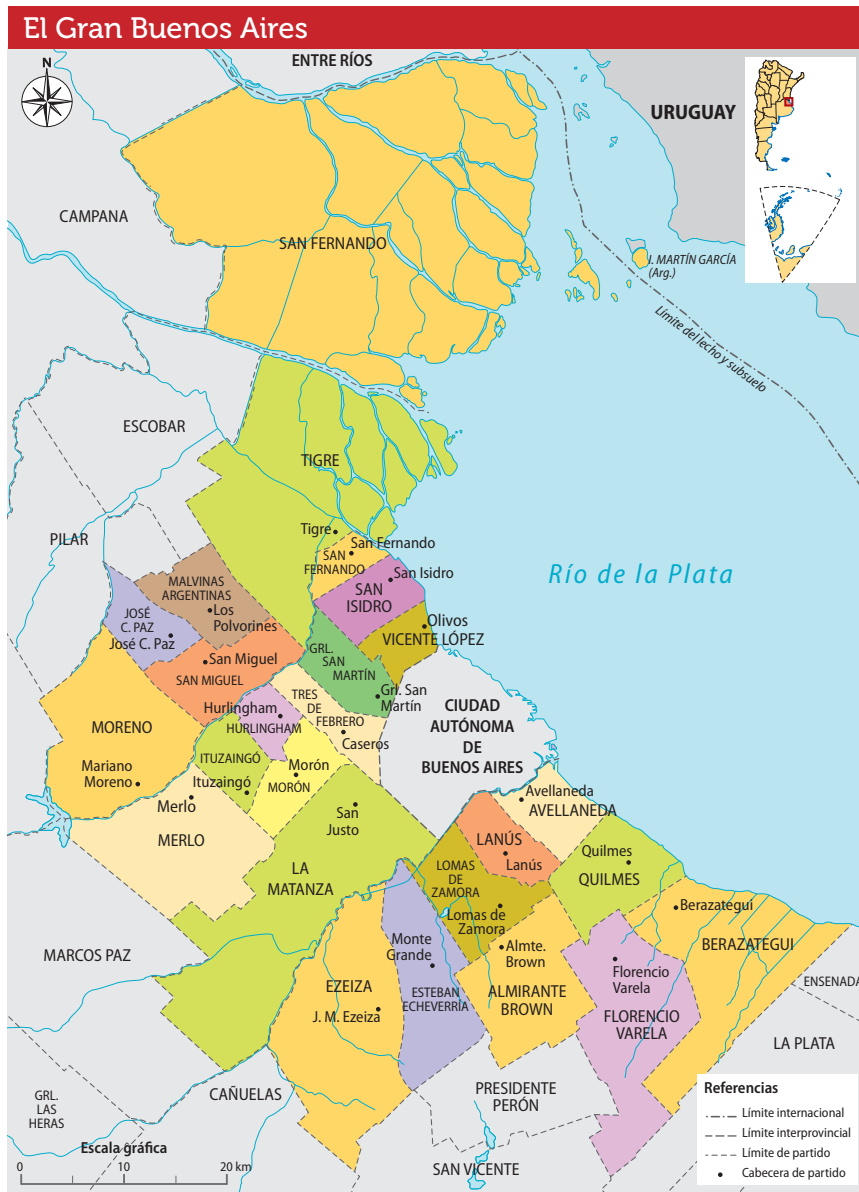 El Gran Buenos Aires
N
ENTRE RÍOS
URUGUAY
CAMPANA
SAN FERNANDO
I. MARTÍN GARCÍA
(Arg.)
Límite del lecho y subsuelo
ESCOBAR
TIGRE
PILAR
Tigre
San Fernando
SAN
FERNANDO
San Isidro
SAN
ISIDRO
Río de la Plata
MALVINAS
ARGENTINAS
Los
Polvorines
JOSÉ
C. PAZ
José C. Paz
Olivos
VICENTE LÓPEZ
San Miguel
SAN MIGUEL
GRL.
SAN
MARTÍN
Grl. San
Martín
TRES
DE
FEBRERO
Caseros
Hurlingham
HURLINGHAM
CIUDAD
AUTÓNOMA
DE
BUENOS AIRES
MORENO
Mariano
Moreno
ITUZAINGÓ
Ituzaingó
Morón
MORÓN
Merlo
MERLO
San
Justo
LA
MATANZA
Avellaneda
AVELLANEDA
LANÚS
Lanús
Quilmes
QUILMES
LOMAS
DE
ZAMORA
Lomas de
Zamora
Berazategui
BERAZATEGUI
MARCOS PAZ
Monte
Grande
ESTEBAN
ECHEVERRÍA
Almte.
Brown
ALMIRANTE
BROWN
Florencio
Varela
FLORENCIO
VARELA
EZEIZA
J. M. Ezeiza
ENSENADA
LA PLATA
CAÑUELAS
GRL.
LAS
HERAS
PRESIDENTE
PERÓN
SAN VICENTE
Escala gráfica
0 10 20 km
Referencias
Límite internacional
Límite interprovincial
Límite de partido
Cabecera de partido